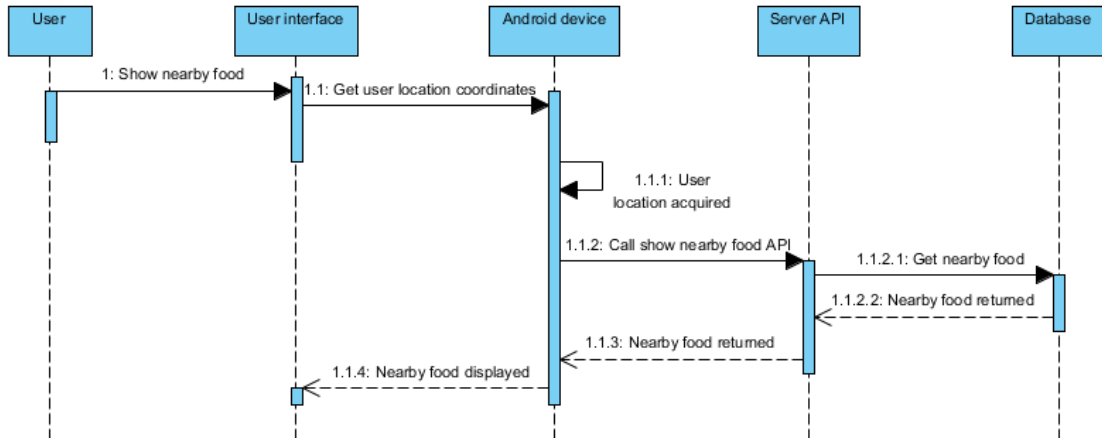 User
User interface
Android device
Server API
Database
1: Show nearby food
1.1: Get user location coordinates
1.1.1: User
location acquired
1.1.2: Call show nearby food API
1.1.2.1: Get nearby food
1.1.2.2: Nearby food returned
1.1.3: Nearby food returned
1.1.4: Nearby food displayed